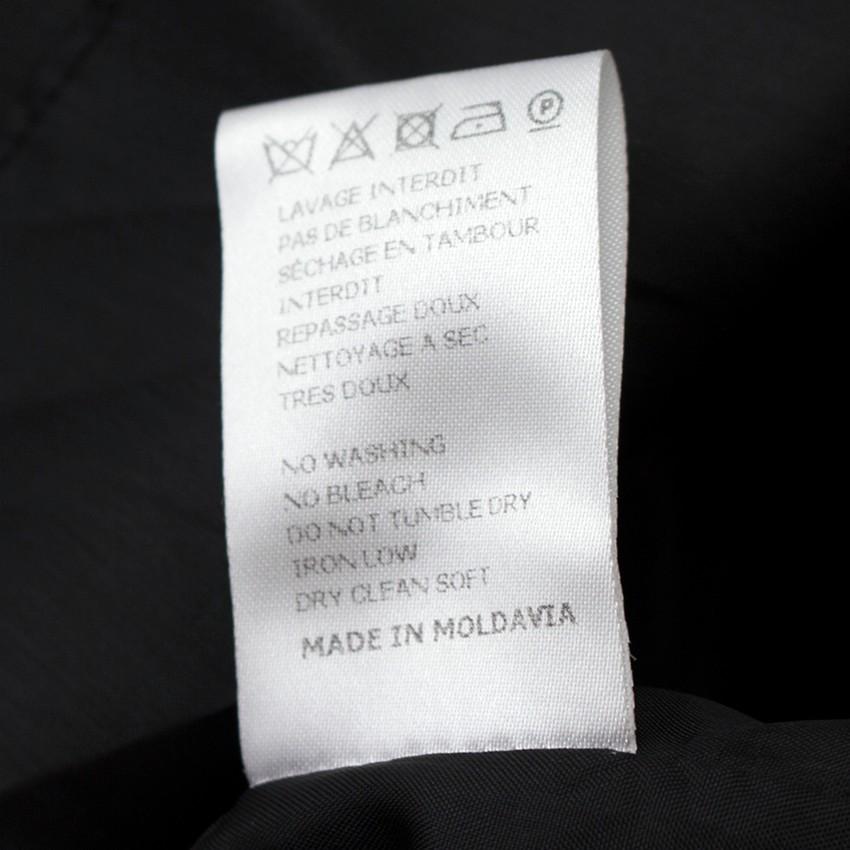 P
LAVAGE INTERDIT
PAS DE BLANCHIMENT
SÉCHAGE EN TAMBOUR
INTERDIT
REPASSAGE DOUX
NETTOYAGE A SEC
TRES DOUX
NO WASHING
NO BLEACH
DO NOT TUMBLE DRY
IRON LOW
DRY CLEAN SOFT
MADE IN MOLDAVIA